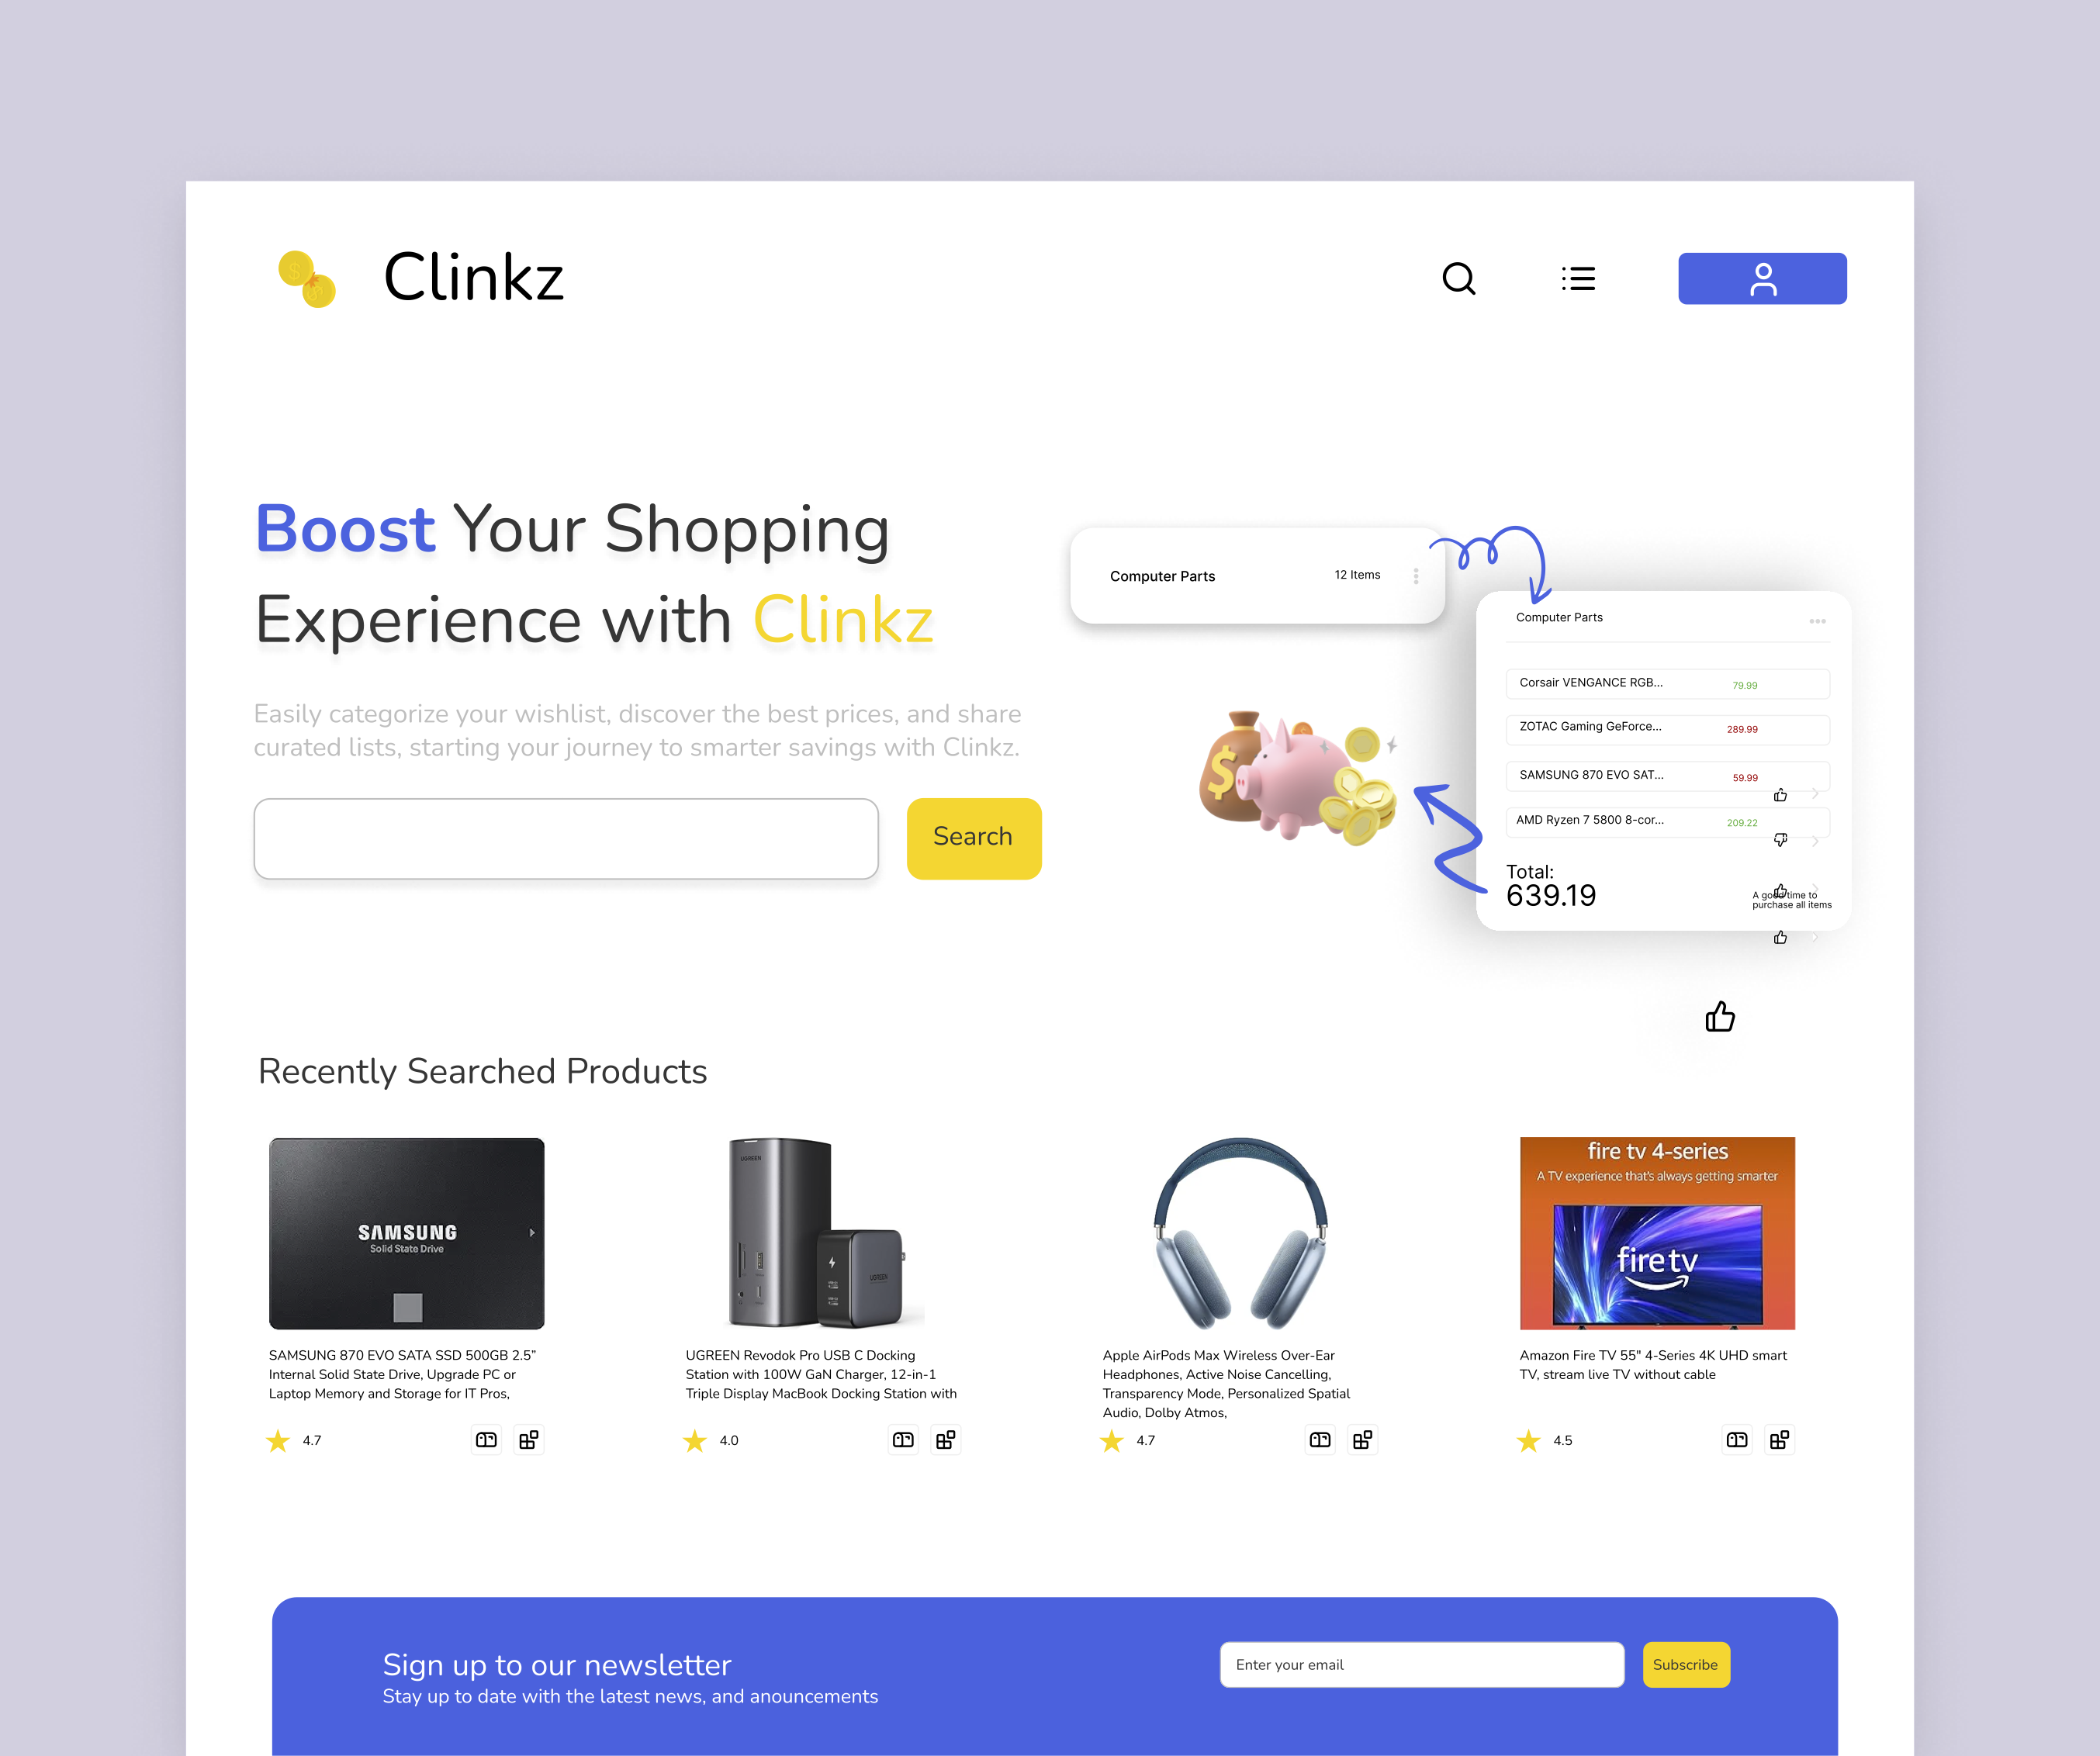 Clinkz
Boost Your Shopping
Experience with Clinkz
Easily categorize your wishlist, discover the best prices, and share
curated lists, starting your journey to smarter savings with Clinkz.
Search
Computer Parts 12 Items
Computer Parts
Corsair VENGANCE RGB... 79.99
ZOTAC Gaming GeForce... 289.99
SAMSUNG 870 EVO SAT... 59.99
AMD Ryzen 7 5800 8-cor... 209.22
Total:
639.19
A good time to
purchase all items
Recently Searched Products
SAMSUNG
Solid State Drive
SAMSUNG 870 EVO SATA SSD 500GB 2.5”
Internal Solid State Drive, Upgrade PC or
Laptop Memory and Storage for IT Pros,
4.7
UGREEN
UGREEN
UGREEN Revodok Pro USB C Docking
Station with 100W GaN Charger, 12-in-1
Triple Display MacBook Docking Station with
4.0
Apple AirPods Max Wireless Over-Ear
Headphones, Active Noise Cancelling,
Transparency Mode, Personalized Spatial
Audio, Dolby Atmos,
4.7
fire tv 4-series
A TV experience that's always getting smarter
fire tv
Amazon Fire TV 55" 4-Series 4K UHD smart
TV, stream live TV without cable
4.5
Sign up to our newsletter
Stay up to date with the latest news, and anouncements
Enter your email
Subscribe